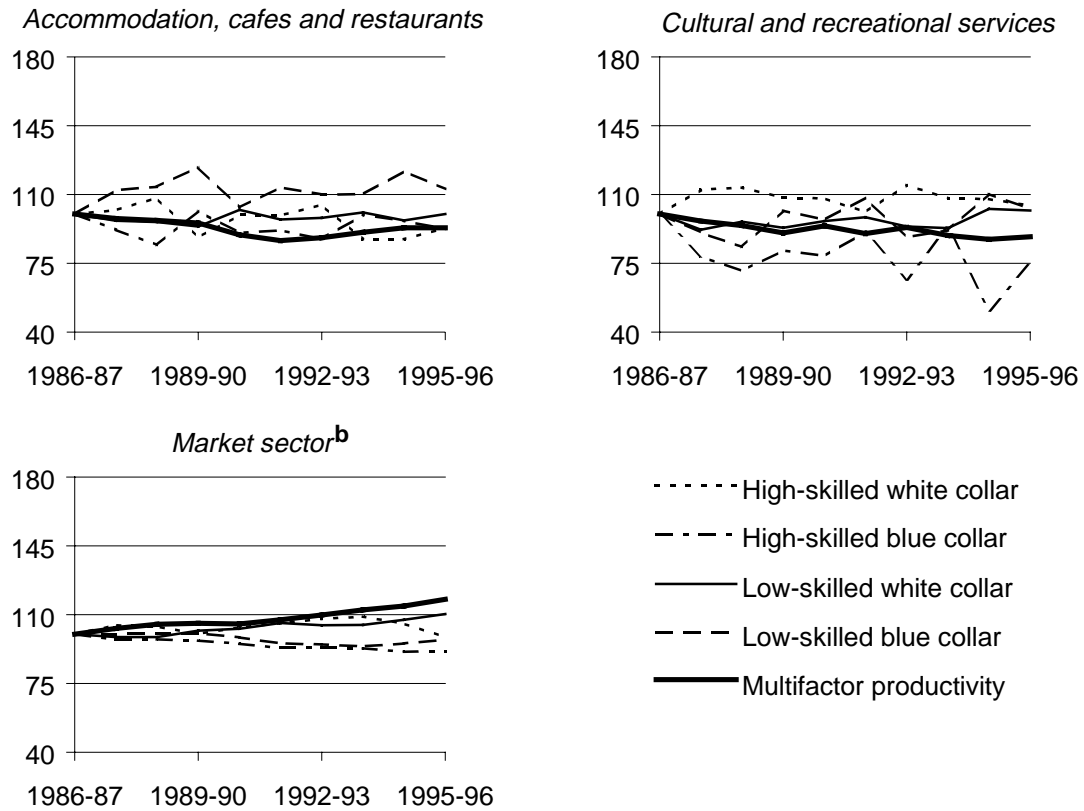 Accommodation, cafes and restaurants
180
145
110
75
40
1986-87 1989-90 1992-93 1995-96
Cultural and recreational services
180
145
110
75
40
1986-87 1989-90 1992-93 1995-96
Market sectorb
180
145
110
75
40
1986-87 1989-90 1992-93 1995-96
High-skilled white collar
High-skilled blue collar
Low-skilled white collar
Low-skilled blue collar
Multifactor productivity